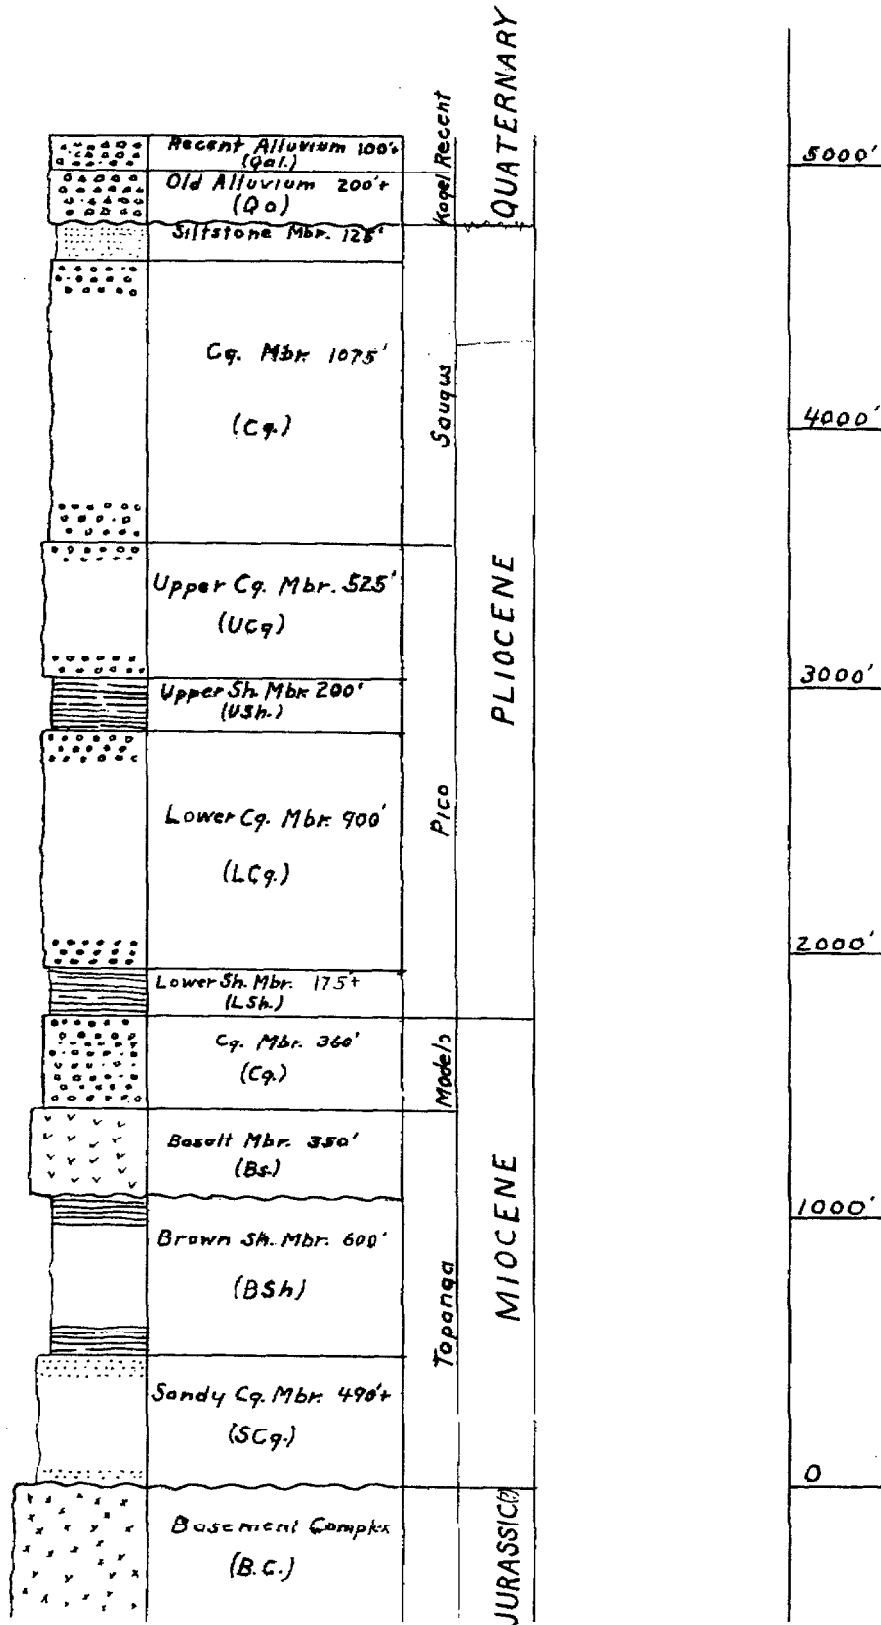 QUATERNARY
Kagel Recent
Recent Alluvium 100'+
(Qal.)
5000'
Old Alluvium 200'+
(Qo)
Siltstone Mbr. 125'
Cg. Mbr. 1075'
(Cg.)
Saugus
4000'
PLIOCENE
Upper Cg. Mbr. 525'
(UCg)
3000'
Upper Sh. Mbr. 200'
(USh.)
Pico
Lower Cg. Mbr. 900'
(LCg.)
2000'
Lower Sh. Mbr. 175+
(LSh.)
Cg. Mbr. 360'
(Cg.)
Modelo
Basalt Mbr. 350'
(Bs.)
MIOCENE
1000'
Brown Sh. Mbr. 600'
(BSh)
Topanga
Sandy Cg. Mbr. 490'+
(SCg.)
0
Basement Complex
(B.C.)
JURASSIC(?)